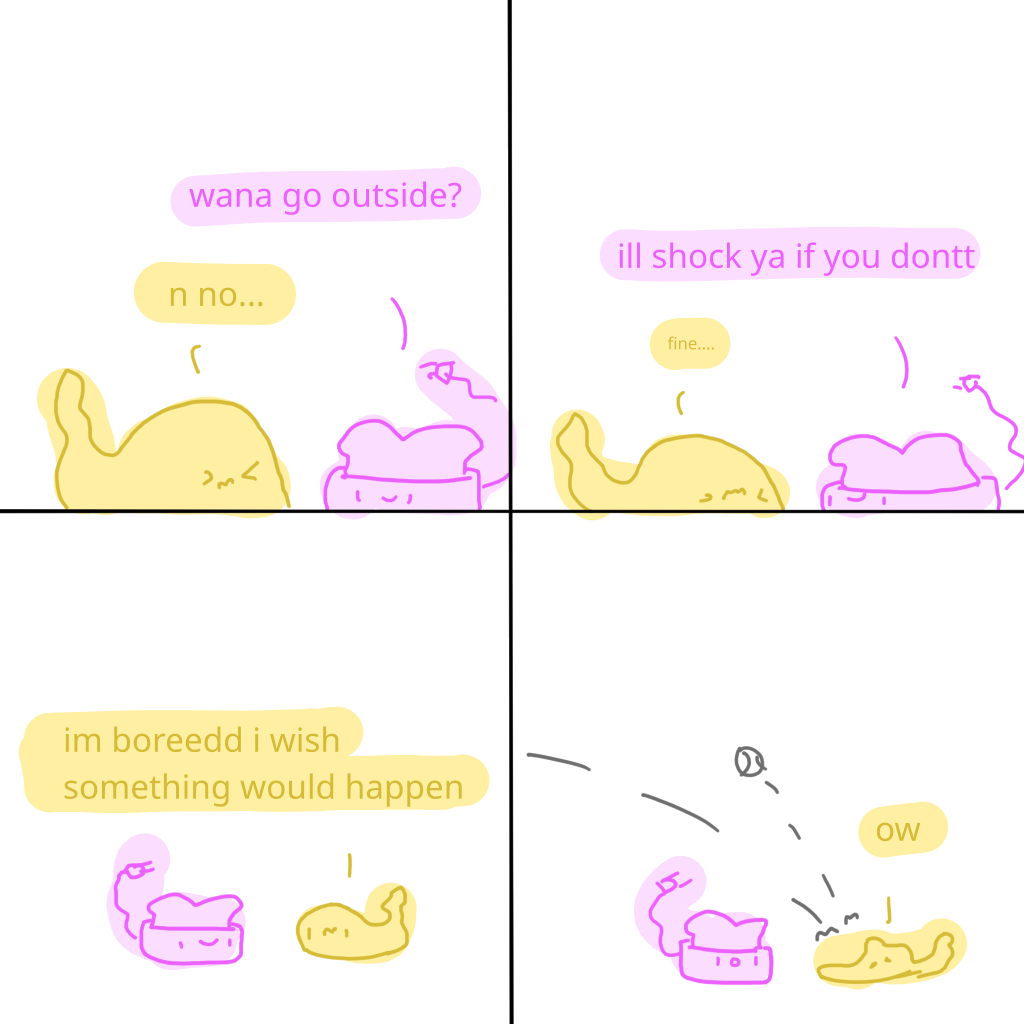 wana go outside?
n no...
ill shock ya if you dontt
fine....
im boreedd i wish
something would happen
ow